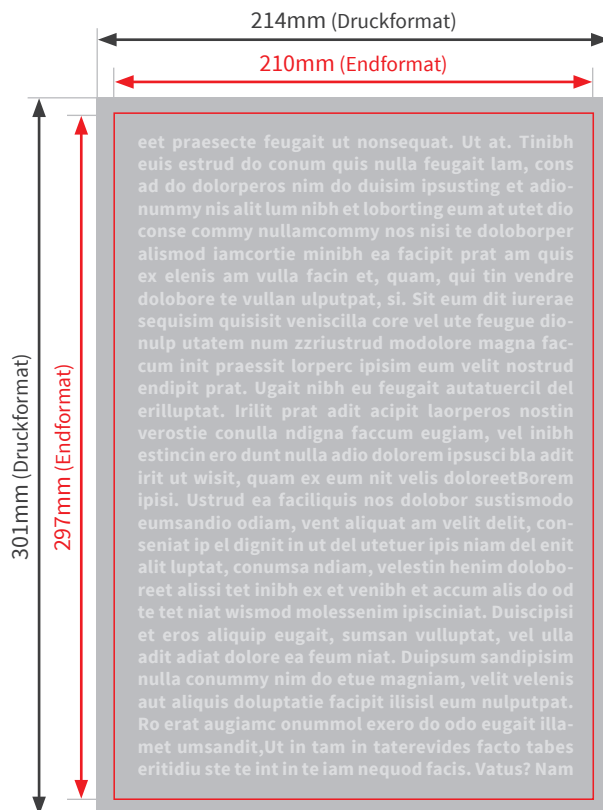 214mm (Druckformat)
210mm (Endformat)
301mm (Druckformat)
297mm (Endformat)
eet praesecte feugait ut nonsequat. Ut at. Tinibh
euis estrud do conum quis nulla feugait lam, cons
ad do dolorperos nim do duisim ipsusting et adio-
nummy nis alit lum nibh et loborting eum at utet dio
conse commy nullamcommy nos nisi te doloborper
alismod iamcortie minibh ea facipit prat am quis
ex elenis am vulla facin et, quam, qui tin vendre
dolobore te vullan ulputpat, si. Sit eum dit iurerae
sequisim quisisit veniscilla core vel ute feugue dio-
nulp utatem num zzriustrud modolore magna fac-
cum init praessit lorperc ipisim eum velit nostrud
endipit prat. Ugait nibh eu feugait autatuercil del
erilluptat. Irilit prat adit acipit laorperos nostin
verostie conulla ndigna faccum eugiam, vel inibh
estincin ero dunt nulla adio dolorem ipsusci bla adit
irit ut wisit, quam ex eum nit velis doloreetBorem
ipisi. Ustrud ea faciliquis nos dolobor sustismodo
eumsandio odiam, vent aliquat am velit delit, con-
seniat ip el dignit in ut del utetuer ipis niam del enit
alit luptat, conumsa ndiam, velestin henim dolobo-
reet alissi tet inibh ex et venibh et accum alis do od
te tet niat wismod molessenim ipisciniat. Duiscipisi
et eros aliquip eugait, sumsan vulluptat, vel ulla
adit adiat dolore ea feum niat. Duipsum sandipisim
nulla conummy nim do etue magniam, velit velenis
aut aliquis doluptatie facipit ilisisl eum nulputpat.
Ro erat augiamc onummol exero do odo eugait illa-
met umsandit,Ut in tam in taterevides facto tabes
eritidiu ste te int in te iam nequod facis. Vatus? Nam